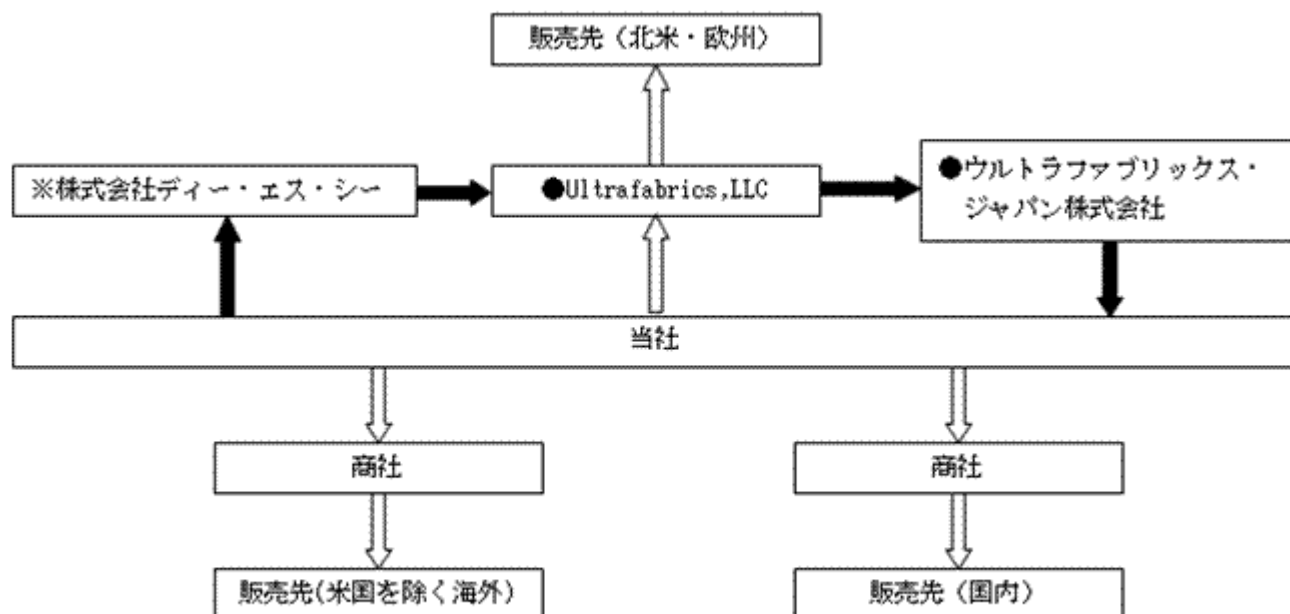 販売先（北米・欧州）
※株式会社ディー・エス・シー
●Ultrafabrics,LLC
●ウルトラファブリックス・
ジャパン株式会社
当社
商社
商社
販売先(米国を除く海外)
販売先（国内）